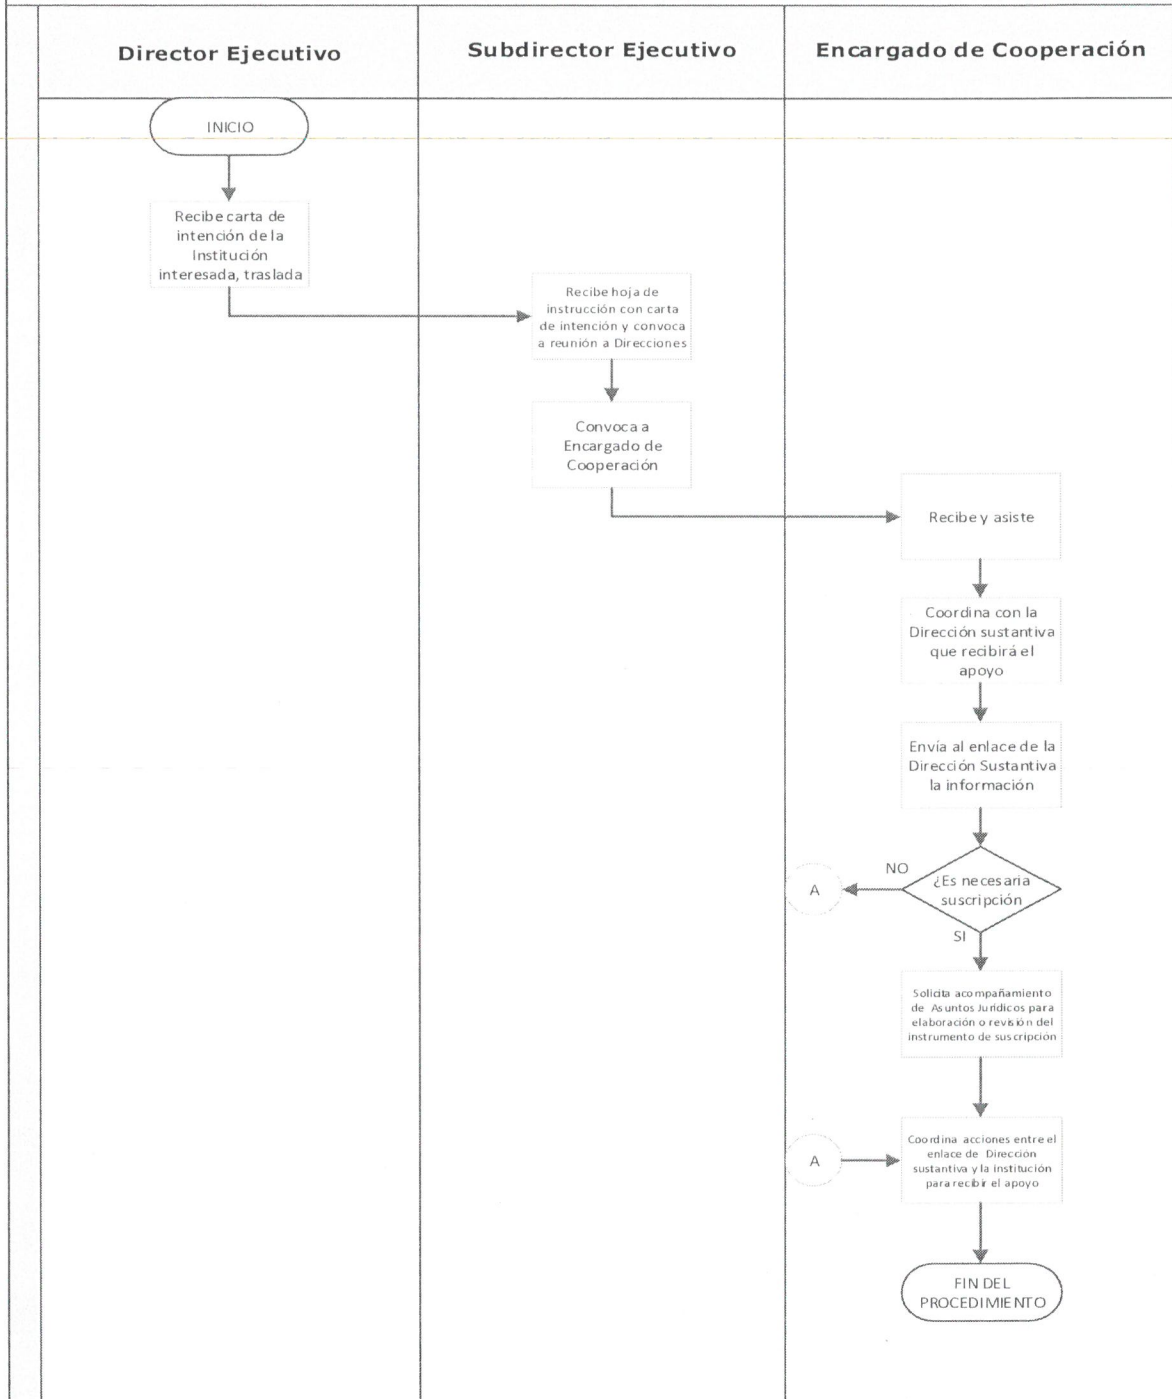 Director Ejecutivo
Subdirector Ejecutivo
Encargado de Cooperación
INICIO
Recibe carta de
intención de la
Institución
interesada, traslada
Recibe hoja de
instrucción con carta
de intención y convoca
a reunión a Direcciones
Convoca a
Encargado de
Cooperación
Recibe y asiste
Coordina con la
Dirección sustantiva
que recibirá el
apoyo
Envía al enlace de la
Dirección Sustantiva
la información
¿Es necesaria
suscripción
NO
A
SI
Solicita acompañamiento
de Asuntos Jurídicos para
elaboración o revisión del
instrumento de suscripción
A
Coordina acciones entre el
enlace de Dirección
sustantiva y la institución
para recibir el apoyo
FIN DEL
PROCEDIMIENTO